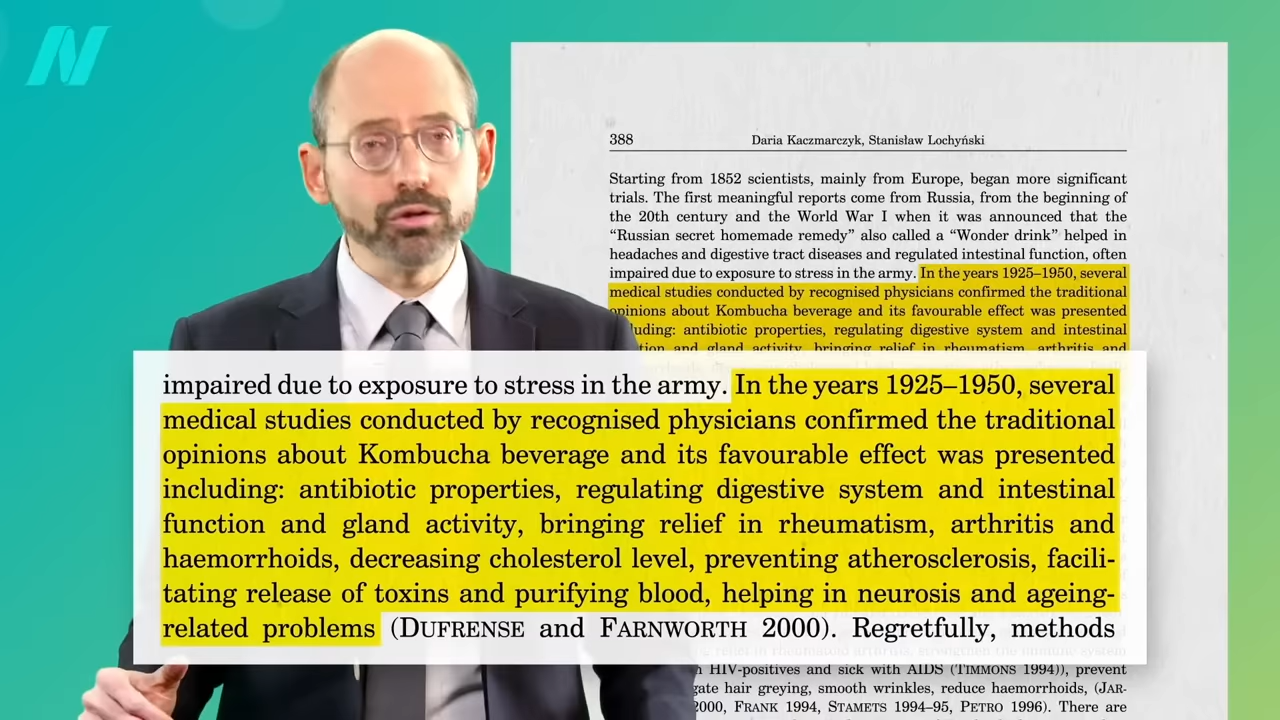 388 Daria Kaczmarczyk, Stanisław Lochyński
Starting from 1852 scientists, mainly from Europe, began more significant
trials. The first meaningful reports come from Russia, from the beginning of
the 20th century and the World War I when it was announced that the
“Russian secret homemade remedy” also called a “Wonder drink” helped in
headaches and digestive tract diseases and regulated intestinal function, often
impaired due to exposure to stress in the army. In the years 1925–1950, several
medical studies conducted by recognised physicians confirmed the traditional
opinions about Kombucha beverage and its favourable effect was presented
antibiotic properties, regulating digestive system and intestinal
and gland activity, bringing relief in rheumatism, arthritis and
impaired due to exposure to stress in the army. In the years 1925–1950, several
medical studies conducted by recognised physicians confirmed the traditional
opinions about Kombucha beverage and its favourable effect was presented
including: antibiotic properties, regulating digestive system and intestinal
function and gland activity, bringing relief in rheumatism, arthritis and
haemorrhoids, decreasing cholesterol level, preventing atherosclerosis, facili-
tating release of toxins and purifying blood, helping in neurosis and ageing-
related problems (DUFRENSE and FARNWORTH 2000). Regretfully, methods
HIV-positives and sick with AIDS (TIMMONS 1994)), prevent
hair greying, smooth wrinkles, reduce haemorrhoids, (JAR-
2000, FRANK 1994, STAMETS 1994–95, PETRO 1996). There are